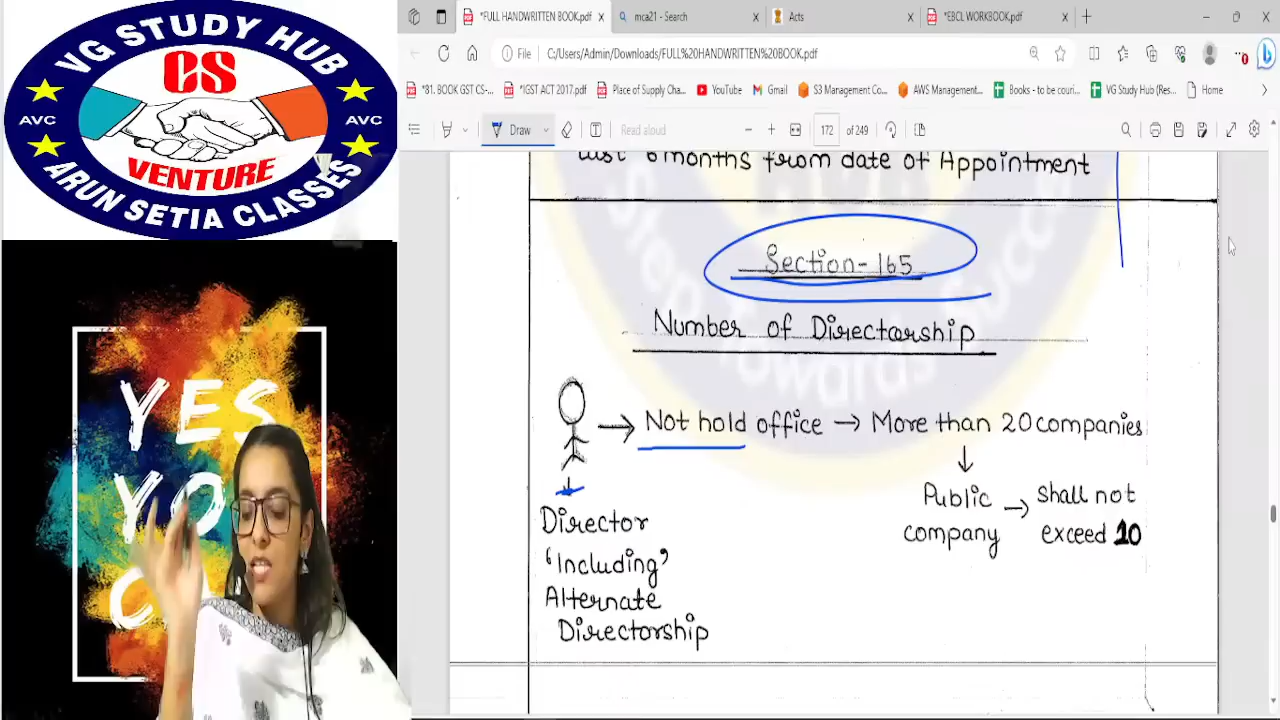 VG STUDY HUB
CS
AVC
AVC
VENTURE
ARUN SETIA CLASSES
YES
YO
C
*FULL HANDWRITTEN BOOK.pdf
mca21 - Search
Acts
*EBCL WORKBOOK.pdf
File
C:/Users/Admin/Downloads/FULL%20HANDWRITTEN%20BOOK.pdf
*81. BOOK GST CS-...
*IGST ACT 2017.pdf
Place of Supply Cha...
YouTube
Gmail
S3 Management Co...
AWS Management...
Books - to be couri...
VG Study Hub (Res...
Home
Draw
Read aloud
172
of 249
last 6 months from date of Appointment
Section-165
Number of Directorship
Not hold office → More than 20 companies
Public company → shall not exceed 10
Director
'Including'
Alternate
Directorship
towards